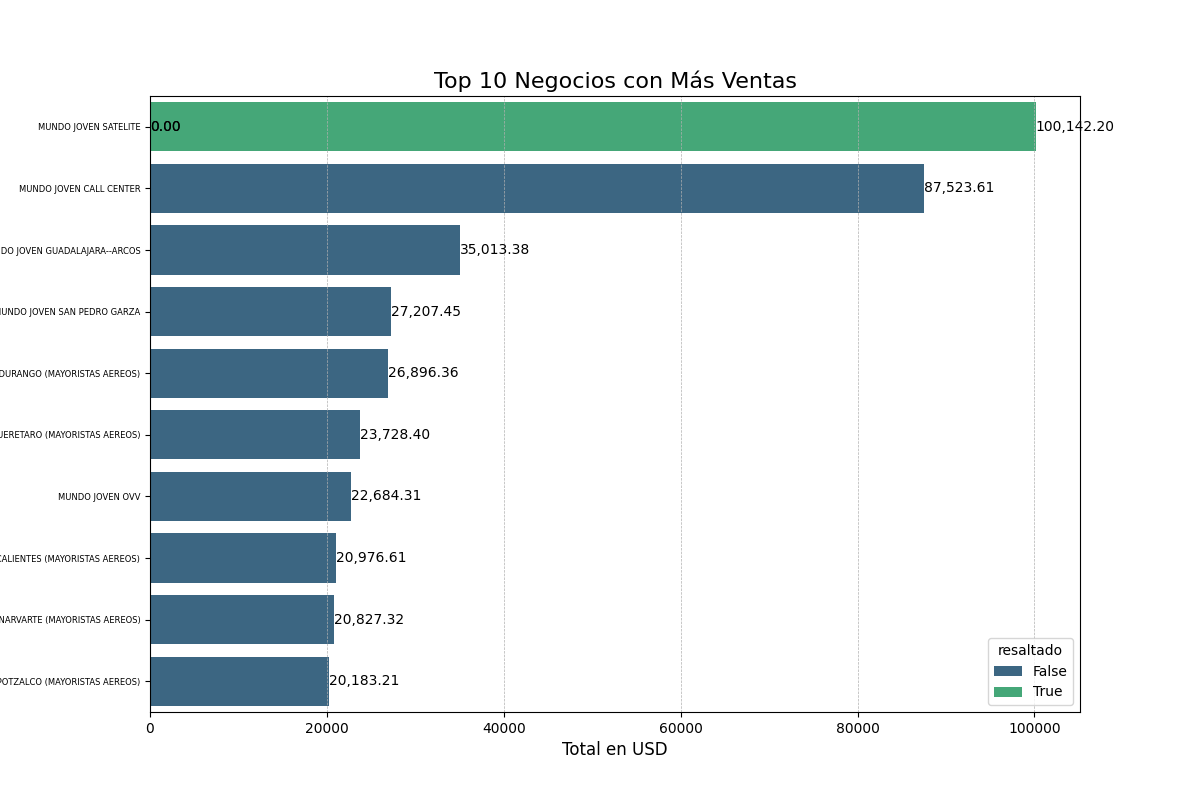 Top 10 Negocios con Más Ventas
MUNDO JOVEN SATELITE 0.00 100,142.20
MUNDO JOVEN CALL CENTER 87,523.61
DO JOVEN GUADALAJARA--ARCOS 35,013.38
UNDO JOVEN SAN PEDRO GARZA 27,207.45
DURANGO (MAYORISTAS AEREOS) 26,896.36
UERETARO (MAYORISTAS AEREOS) 23,728.40
MUNDO JOVEN OVV 22,684.31
CALIENTES (MAYORISTAS AEREOS) 20,976.61
NARVARTE (MAYORISTAS AEREOS) 20,827.32
POTZALCO (MAYORISTAS AEREOS) 20,183.21
resaltado
False
True
0 20000 40000 60000 80000 100000
Total en USD